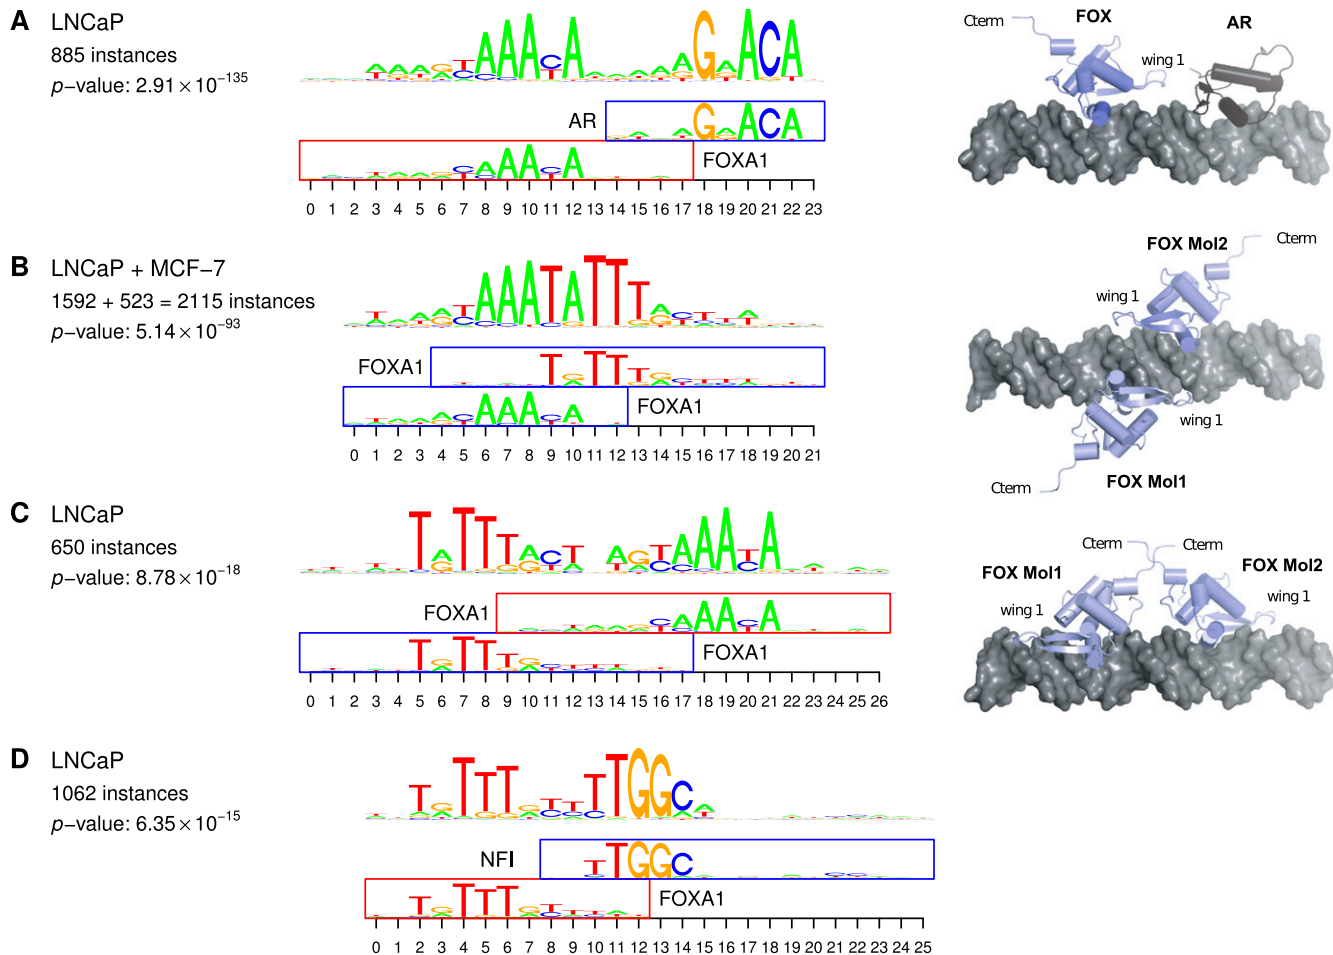 A LNCaP
885 instances
p−value: 2.91 × 10−135
AR
FOXA1
0 1 2 3 4 5 6 7 8 9 10 11 12 13 14 15 16 17 18 19 20 21 22 23
Cterm FOX wing 1 AR
B LNCaP + MCF−7
1592 + 523 = 2115 instances
p−value: 5.14 × 10−93
FOXA1
FOXA1
0 1 2 3 4 5 6 7 8 9 10 11 12 13 14 15 16 17 18 19 20 21
FOX Mol2 Cterm
wing 1
wing 1
Cterm FOX Mol1
C LNCaP
650 instances
p−value: 8.78 × 10−18
FOXA1
FOXA1
0 1 2 3 4 5 6 7 8 9 10 11 12 13 14 15 16 17 18 19 20 21 22 23 24 25 26
Cterm Cterm
FOX Mol1 FOX Mol2
wing 1 wing 1
D LNCaP
1062 instances
p−value: 6.35 × 10−15
NFI
FOXA1
0 1 2 3 4 5 6 7 8 9 10 11 12 13 14 15 16 17 18 19 20 21 22 23 24 25